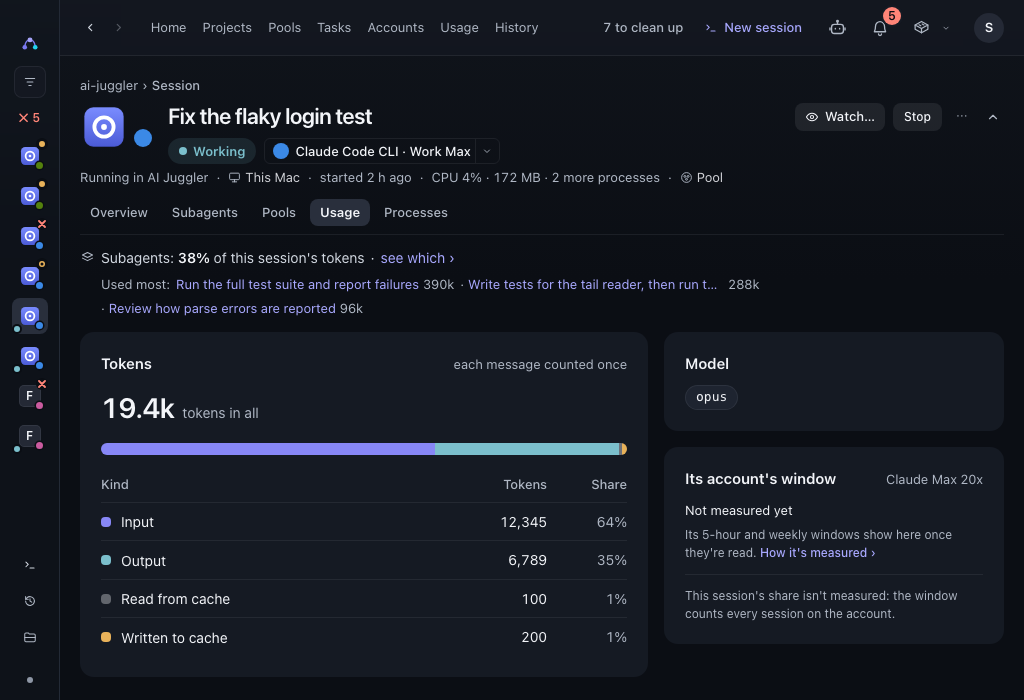 Home Projects Pools Tasks Accounts Usage History 7 to clean up New session 5 S
5
ai-juggler › Session
Fix the flaky login test
Watch... Stop ...
Working Claude Code CLI · Work Max
Running in AI Juggler · This Mac · started 2 h ago · CPU 4% · 172 MB · 2 more processes · Pool
Overview Subagents Pools Usage Processes
Subagents: 38% of this session's tokens · see which ›
Used most: Run the full test suite and report failures 390k · Write tests for the tail reader, then run t... 288k
· Review how parse errors are reported 96k
Tokens each message counted once
19.4k tokens in all
Kind Tokens Share
Input 12,345 64%
Output 6,789 35%
Read from cache 100 1%
Written to cache 200 1%
Model
opus
Its account's window Claude Max 20x
Not measured yet
Its 5-hour and weekly windows show here once
they're read. How it's measured ›
This session's share isn't measured: the window
counts every session on the account.
F
F